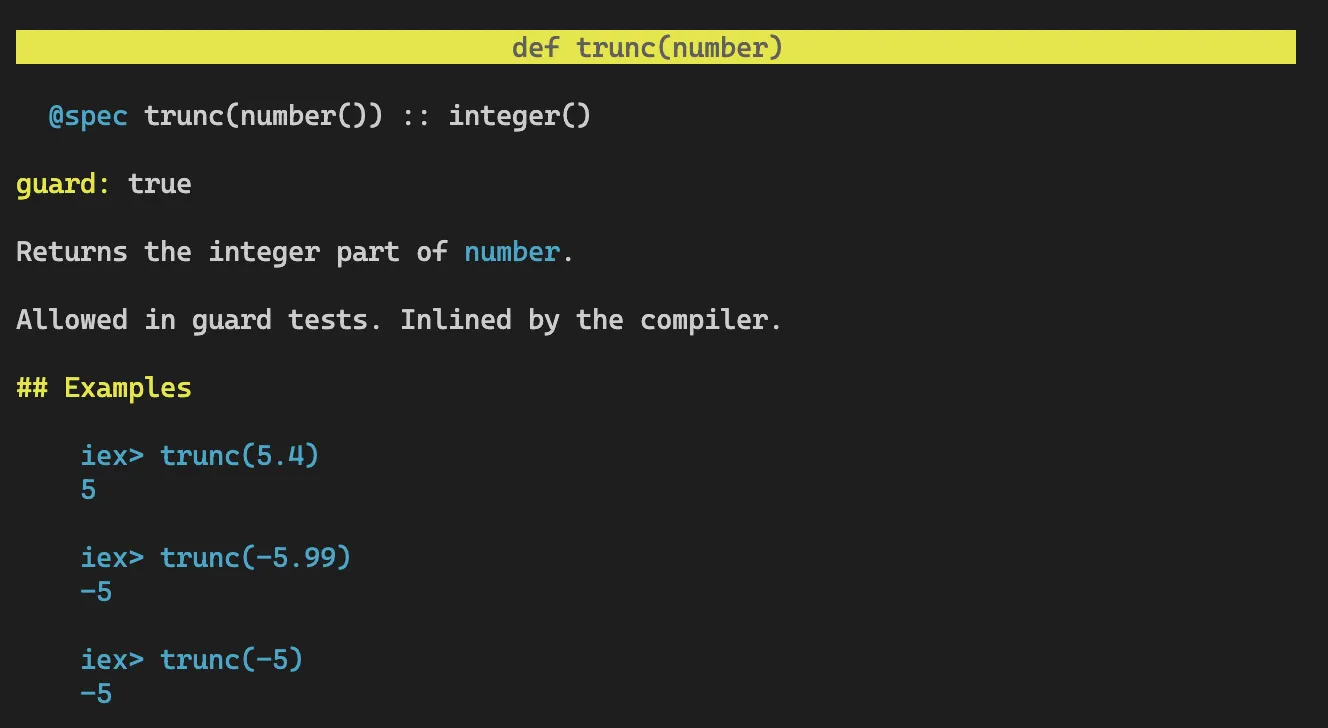 def trunc(number)
@spec trunc(number()) :: integer()
guard: true
Returns the integer part of number.
Allowed in guard tests. Inlined by the compiler.
## Examples
iex> trunc(5.4)
5
iex> trunc(-5.99)
-5
iex> trunc(-5)
-5